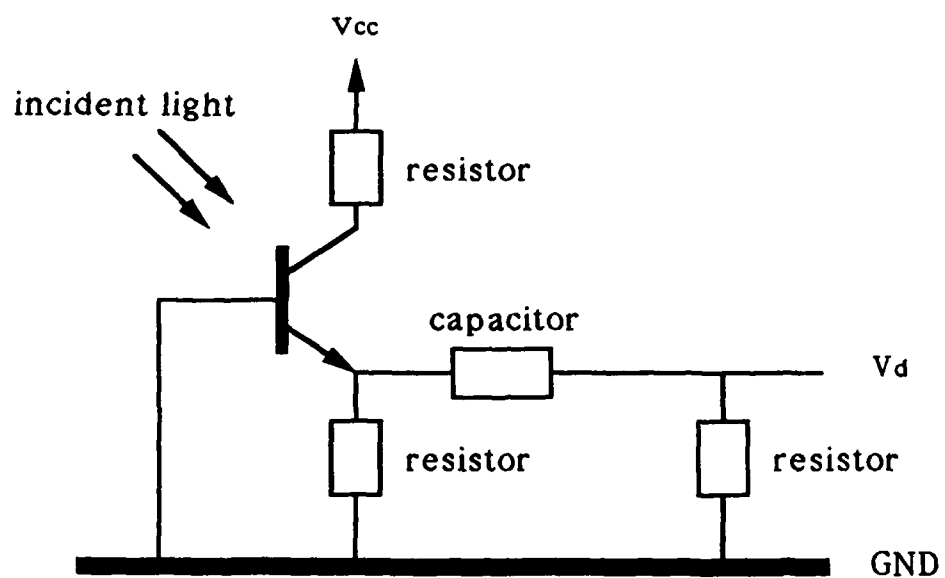 Vcc
incident light
resistor
capacitor
Vd
resistor
resistor
GND